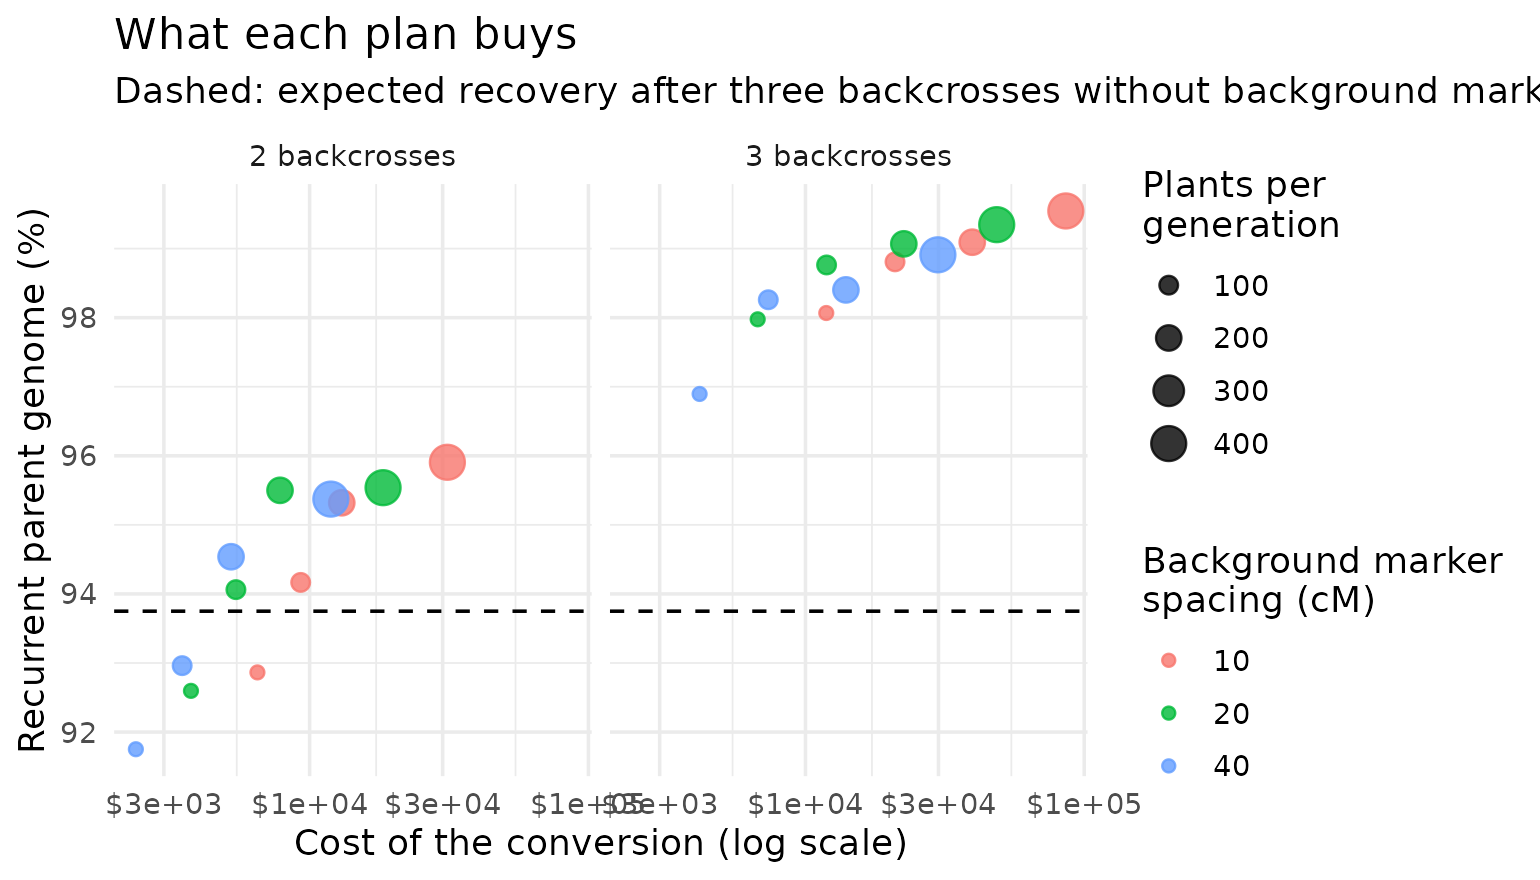 What each plan buys
Dashed: expected recovery after three backcrosses without background mark
2 backcrosses
3 backcrosses
Recurrent parent genome (%)
98
96
94
92
$3e+03 $1e+04 $3e+04 $1e+05
$3e+03 $1e+04 $3e+04 $1e+05
Cost of the conversion (log scale)
Plants per
generation
100
200
300
400
Background marker
spacing (cM)
10
20
40